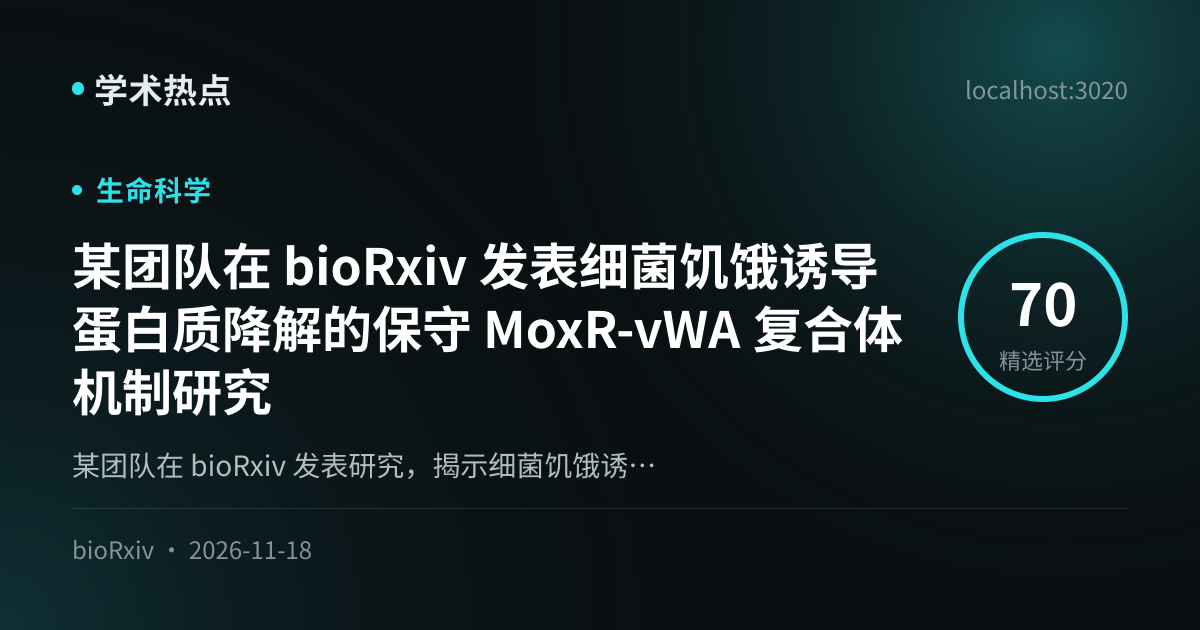 学术热点
localhost:3020
生命科学
某团队在 bioRxiv 发表细菌饥饿诱导
蛋白质降解的保守 MoxR-vWA 复合体
机制研究
70
精选评分
某团队在 bioRxiv 发表研究，揭示细菌饥饿诱…
bioRxiv · 2026-11-18